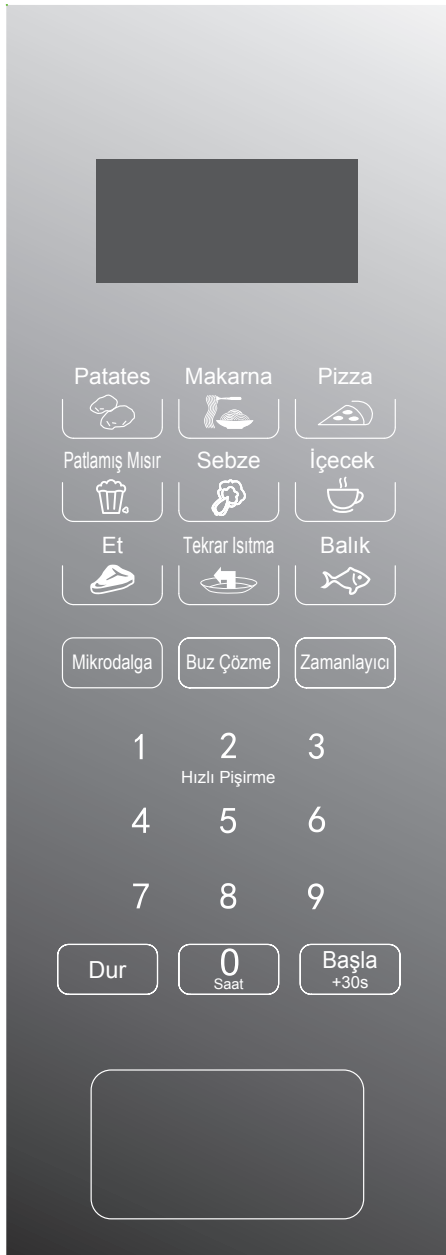 Patates Makarna Pizza
Patlamış Mısır Sebze İçecek
Et Tekrar Isıtma Balık
Mikrodalga Buz Çözme Zamanlayıcı
1 2 3
Hızlı Pişirme
4 5 6
7 8 9
Dur 0 Başla
Saat +30s